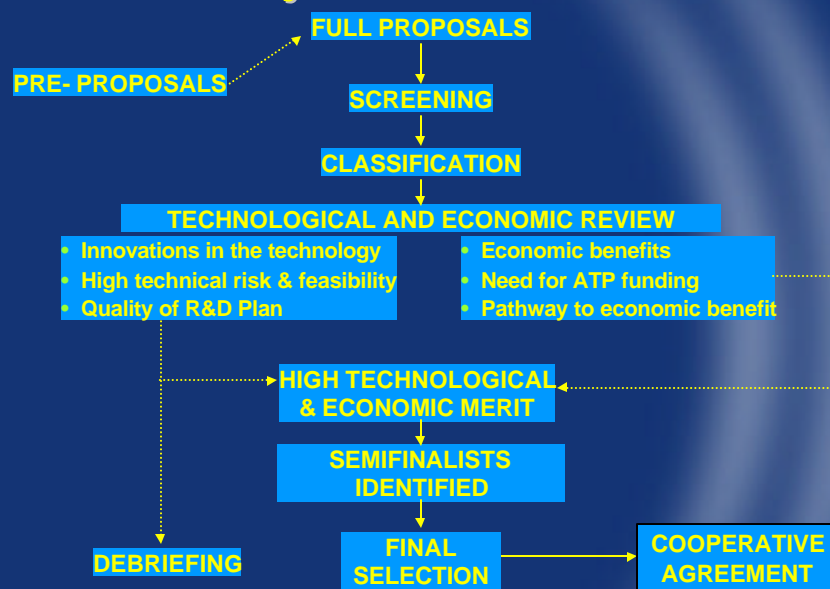 FULL PROPOSALS
PRE- PROPOSALS
SCREENING
CLASSIFICATION
TECHNOLOGICAL AND ECONOMIC REVIEW
• Innovations in the technology
• High technical risk & feasibility
• Quality of R&D Plan
• Economic benefits
• Need for ATP funding
• Pathway to economic benefit
HIGH TECHNOLOGICAL
& ECONOMIC MERIT
SEMIFINALISTS
IDENTIFIED
DEBRIEFING
FINAL
SELECTION
COOPERATIVE
AGREEMENT